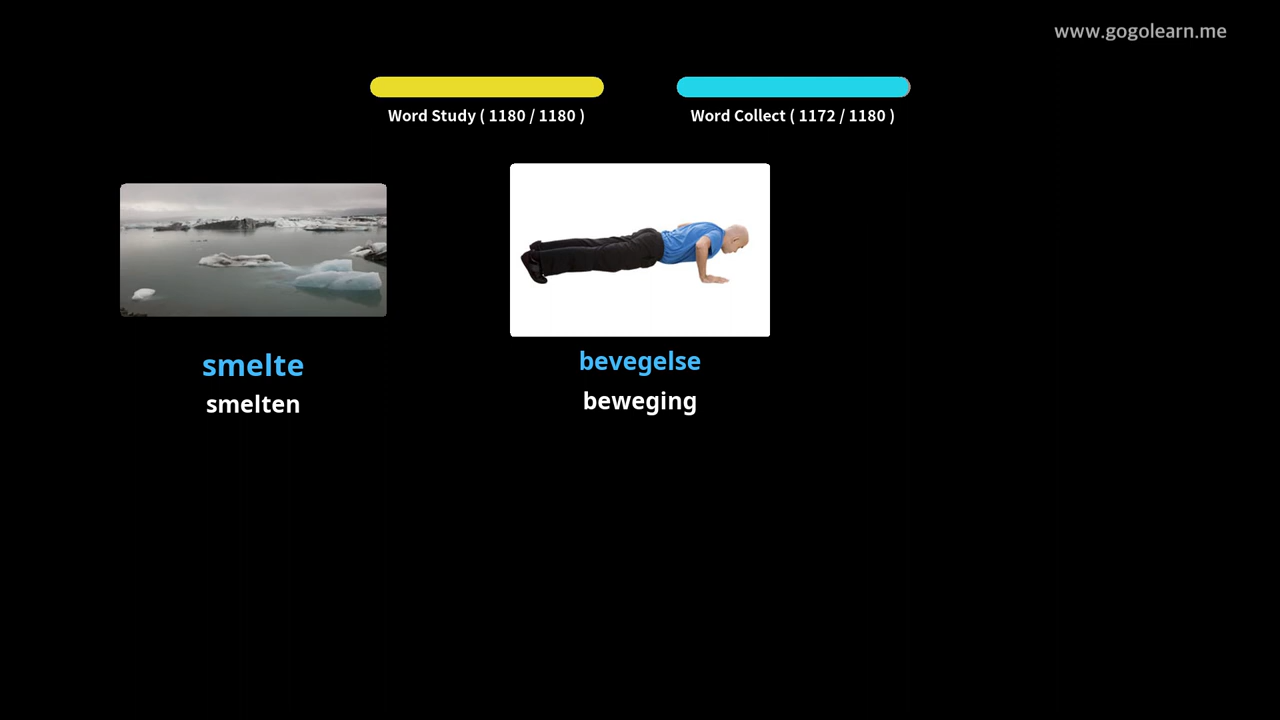 www.gogolearn.me
Word Study ( 1180 / 1180 )
Word Collect ( 1172 / 1180 )
smelte
smelten
bevegelse
beweging